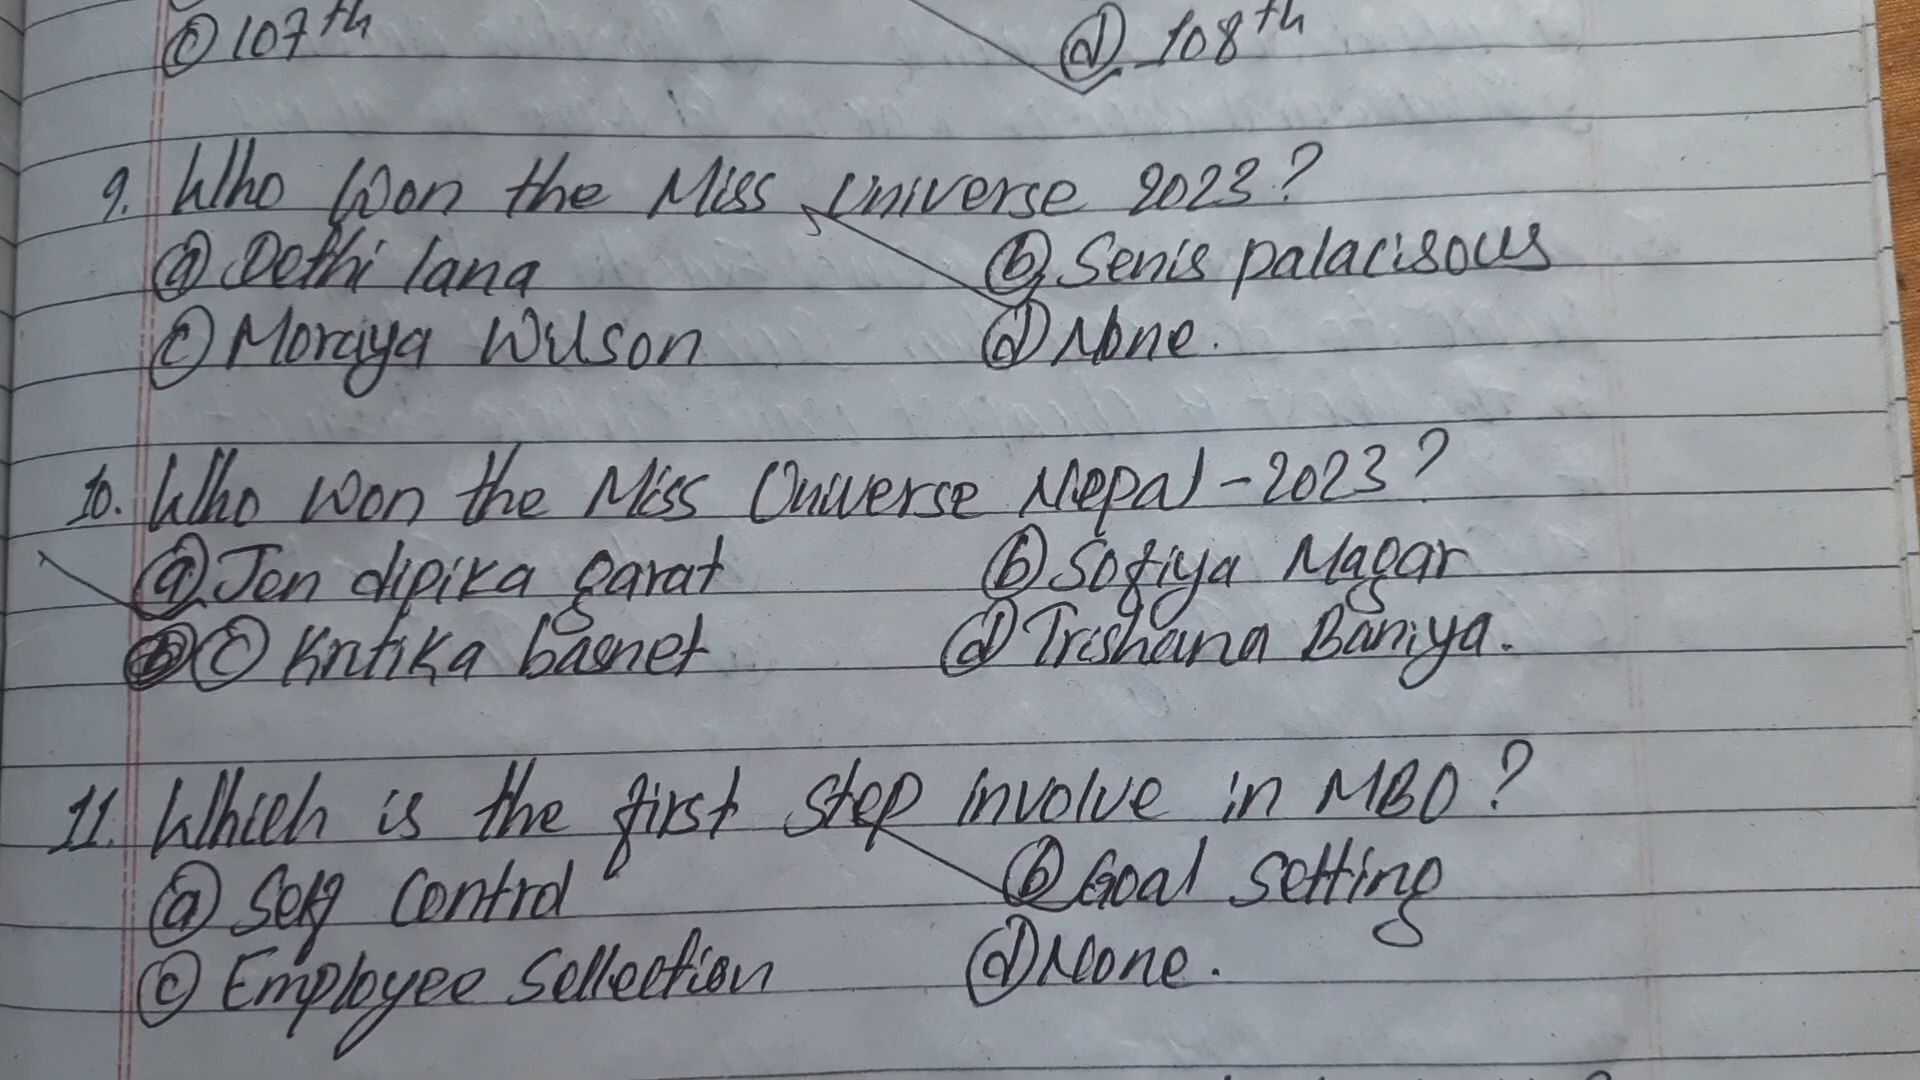 (c) 107th (d) 108th
9. Who Won the Miss Universe 2023?
(a) Dethi lana (b) Senis palacisous
(c) Moraya Wilson (d) None.
10. Who won the Miss Universe Nepal-2023?
(a) Jen dipika garat (b) Sofiya Magar
(c) Kritika basnet (d) Trishana Baniya.
11. Which is the first step involve in MBO?
(a) Self Control (b) Goal Setting
(c) Employee Sellection (d) None.